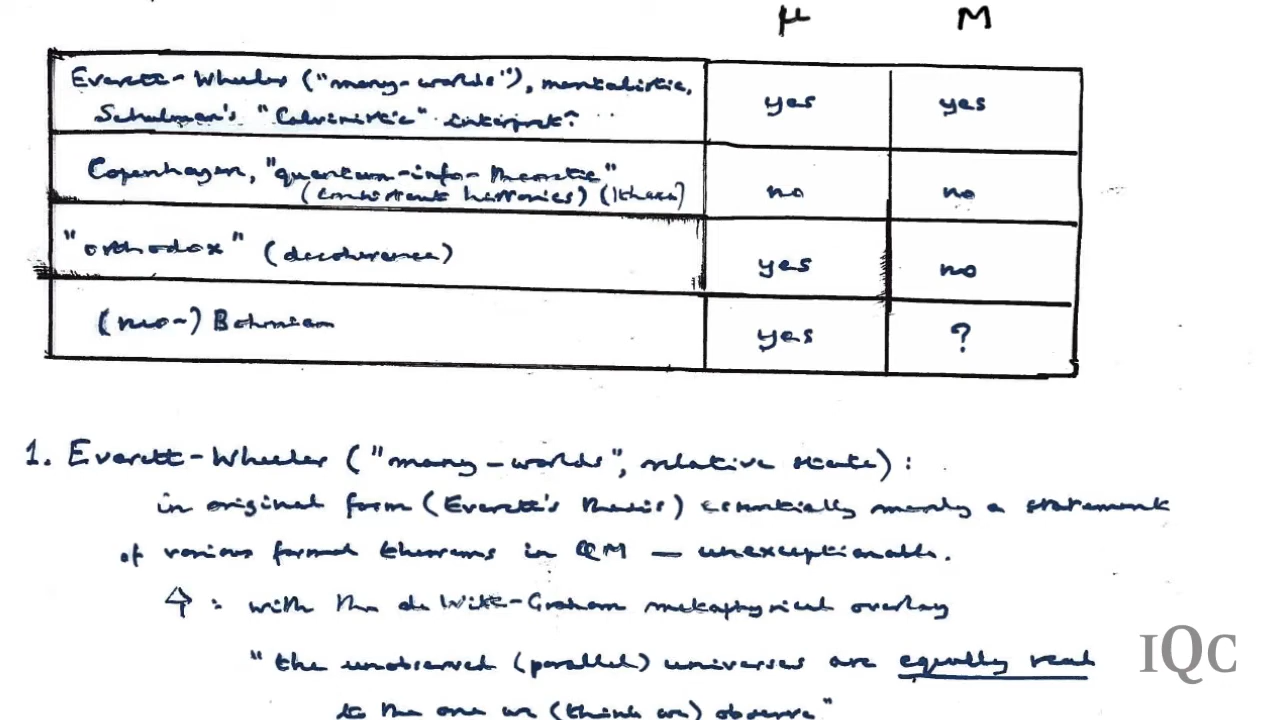 μ M
Everett-Wheeler ("many-worlds"), mentalistic,
Schulman's "Calvinistic" interpret?
yes yes
Copenhagen, "quantum-info-theoretic"
(consistent histories) (Ithaca)
no no
"orthodox" (decoherence)
yes no
(neo-) Bohmian
yes ?
1. Everett-Wheeler ("many-worlds", relative state) :
in original form (Everett's thesis) essentially merely a statement
of various formal theorems in QM — unexceptionable.
: with the de Witt-Graham metaphysical overlay
"the unobserved (parallel) universes are equally real
to the one we (think we) observe"
IQC